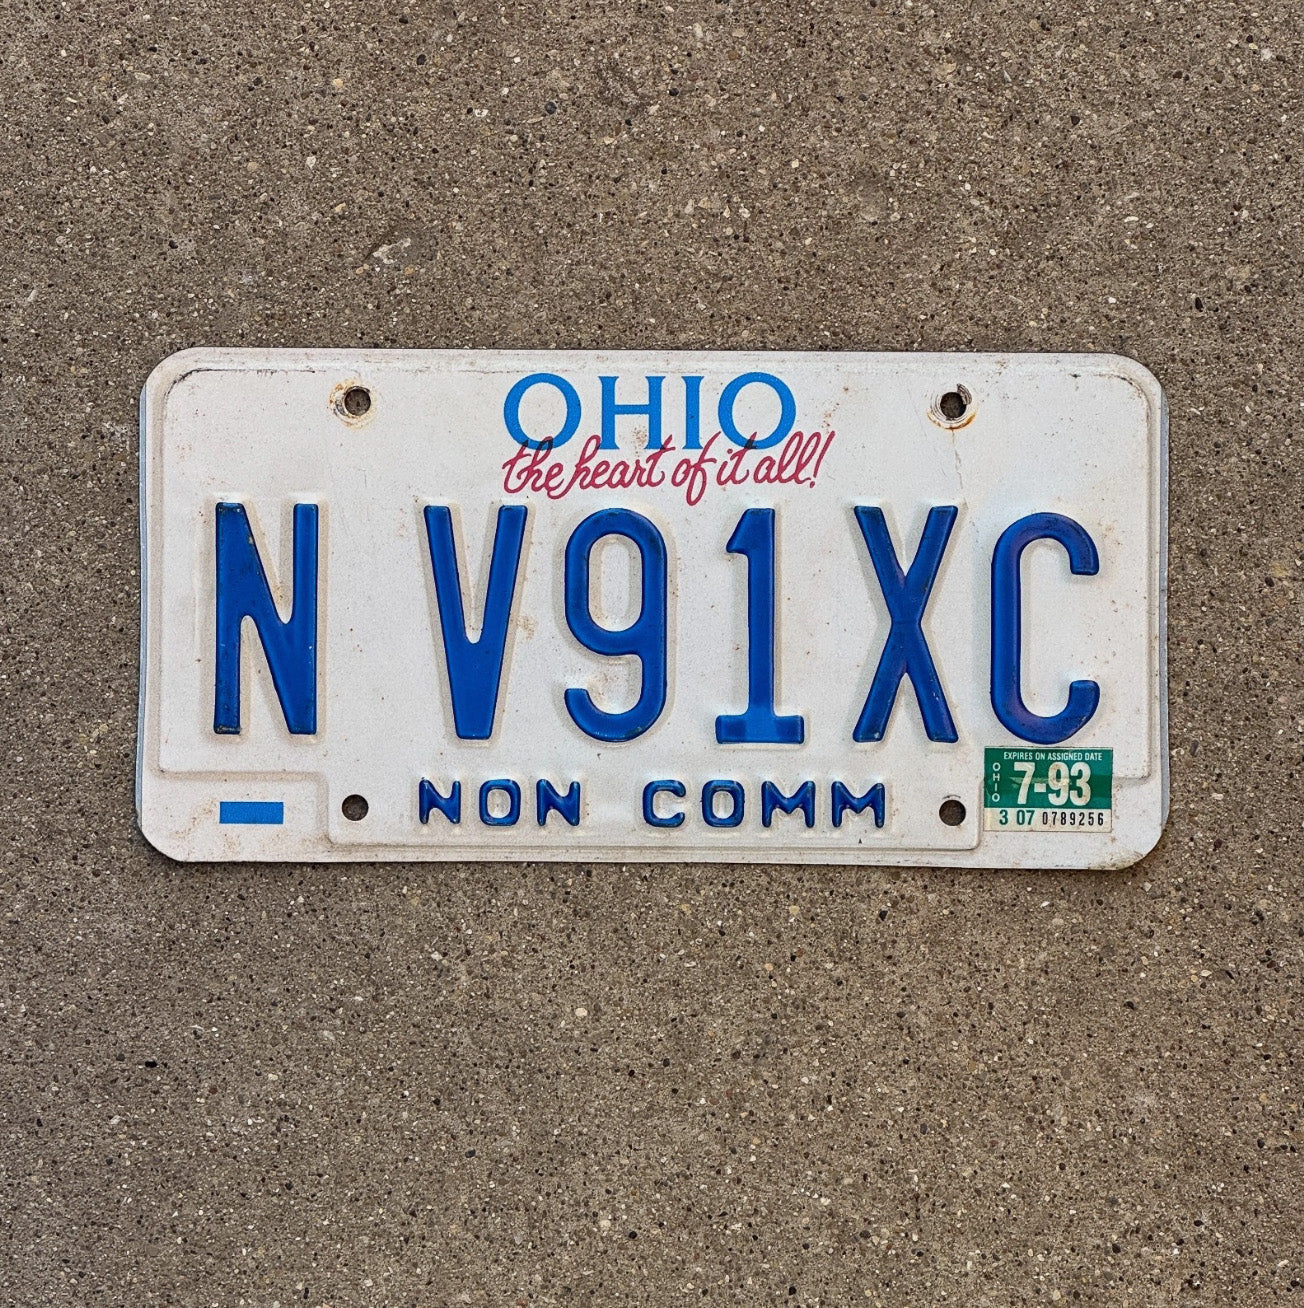 OHIO
the heart of it all!
N V91XC
NON COMM
EXPIRES ON ASSIGNED DATE
OHIO
7-93
3 07 0789256